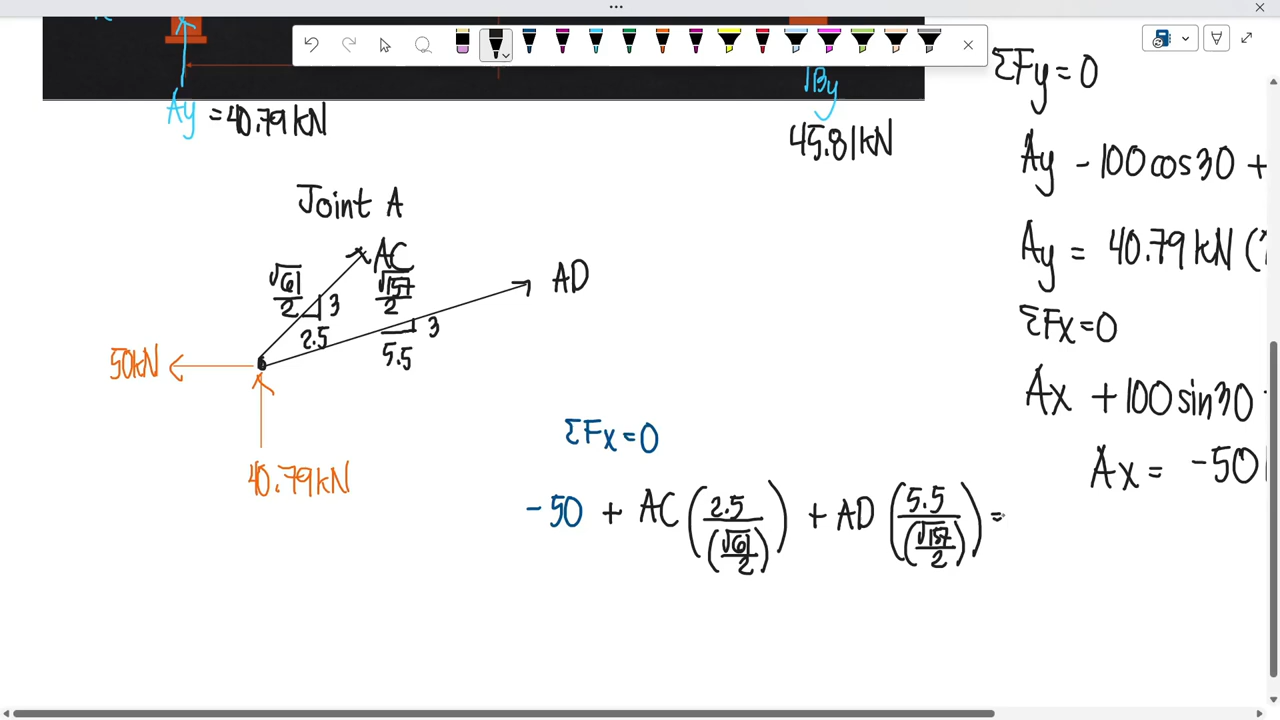 Ay = 40.79 kN
By
45.81 kN
Joint A
AC
√61/2
3
2.5
√157/2
3
5.5
AD
50kN
40.79 kN
ΣFx = 0
-50 + AC (2.5/(√61/2)) + AD (5.5/(√157/2)) =
ΣFy = 0
Ay - 100 cos 30 +
Ay = 40.79 kN (
ΣFx = 0
Ax + 100 sin 30
Ax = -50